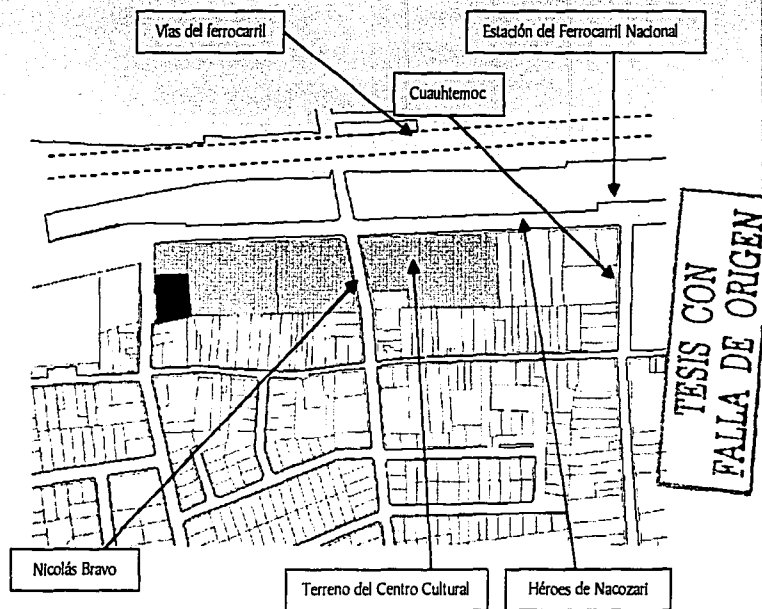 Vías del ferrocarril
Estación del Ferrocarril Nacional
Cuauhtemoc
TESIS CON
FALLA DE ORIGEN
Nicolás Bravo
Terreno del Centro Cultural
Héroes de Nacozari